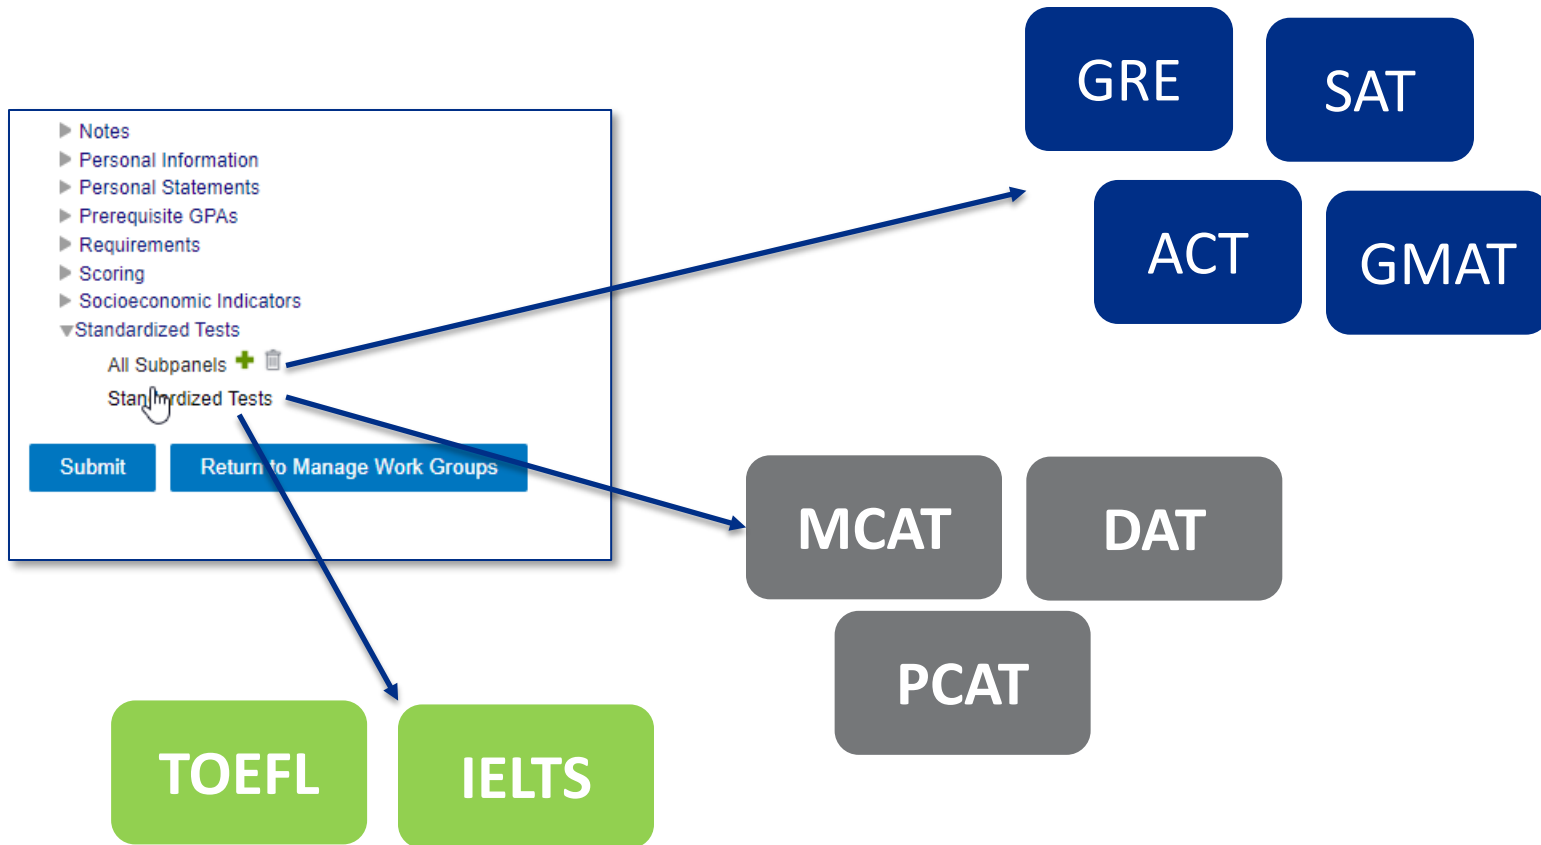 Notes
Personal Information
Personal Statements
Prerequisite GPAs
Requirements
Scoring
Socioeconomic Indicators
Standardized Tests
All Subpanels
Standardized Tests
Submit
Return to Manage Work Groups
GRE
SAT
ACT
GMAT
MCAT
DAT
PCAT
TOEFL
IELTS